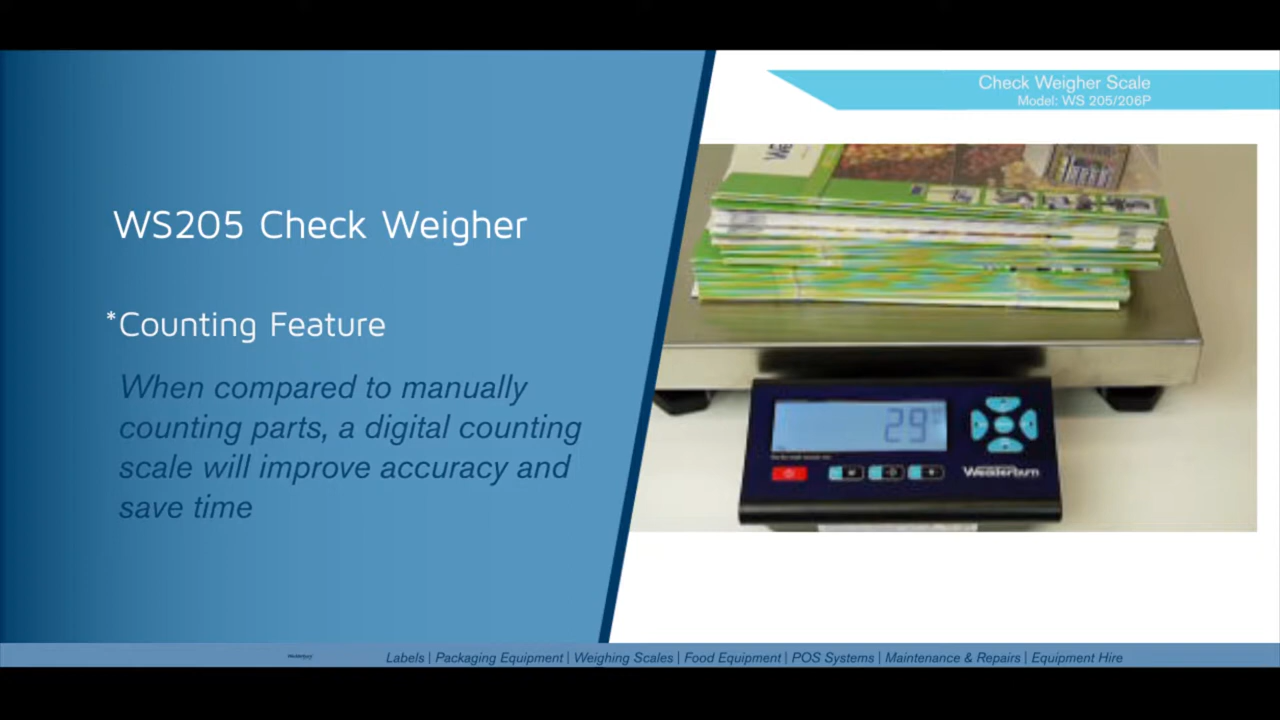 Check Weigher Scale
Model: WS 205/206P
WS205 Check Weigher
*Counting Feature
When compared to manually
counting parts, a digital counting
scale will improve accuracy and
save time
29
Wedderburn
Labels | Packaging Equipment | Weighing Scales | Food Equipment | POS Systems | Maintenance & Repairs | Equipment Hire